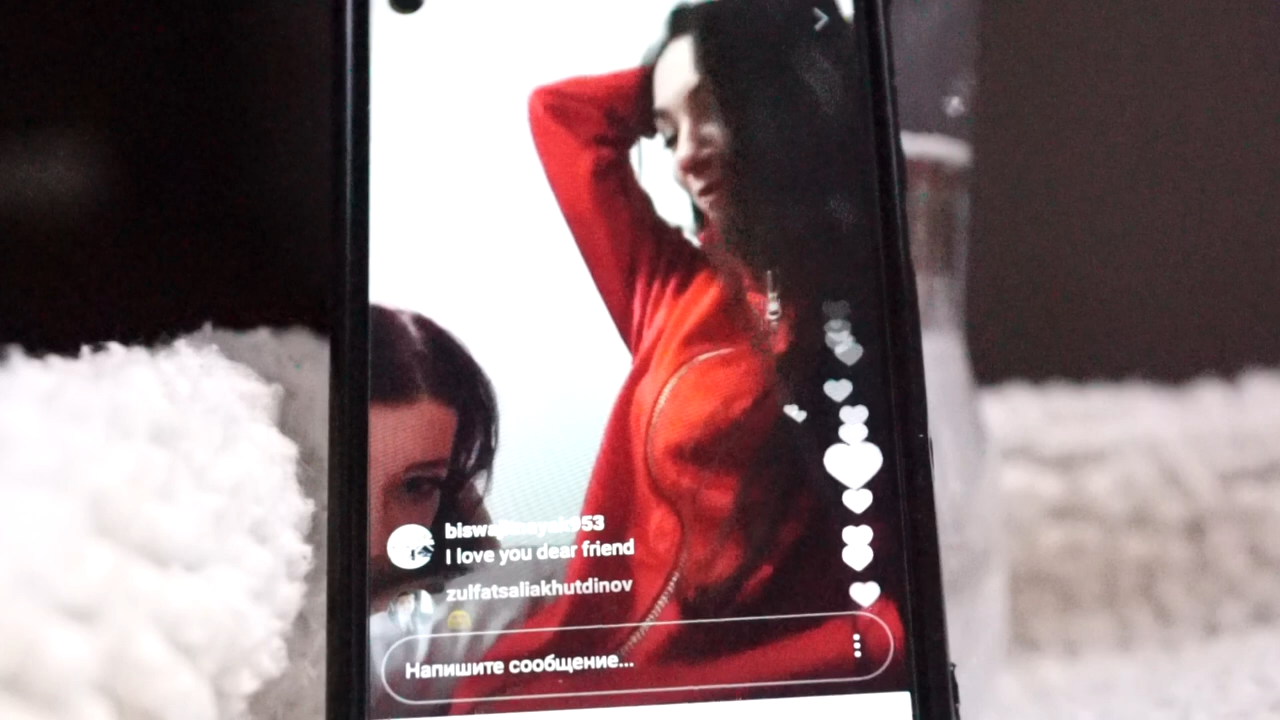 I love you dear friend
zulfatsaliakhutdinov
Напишите сообщение...